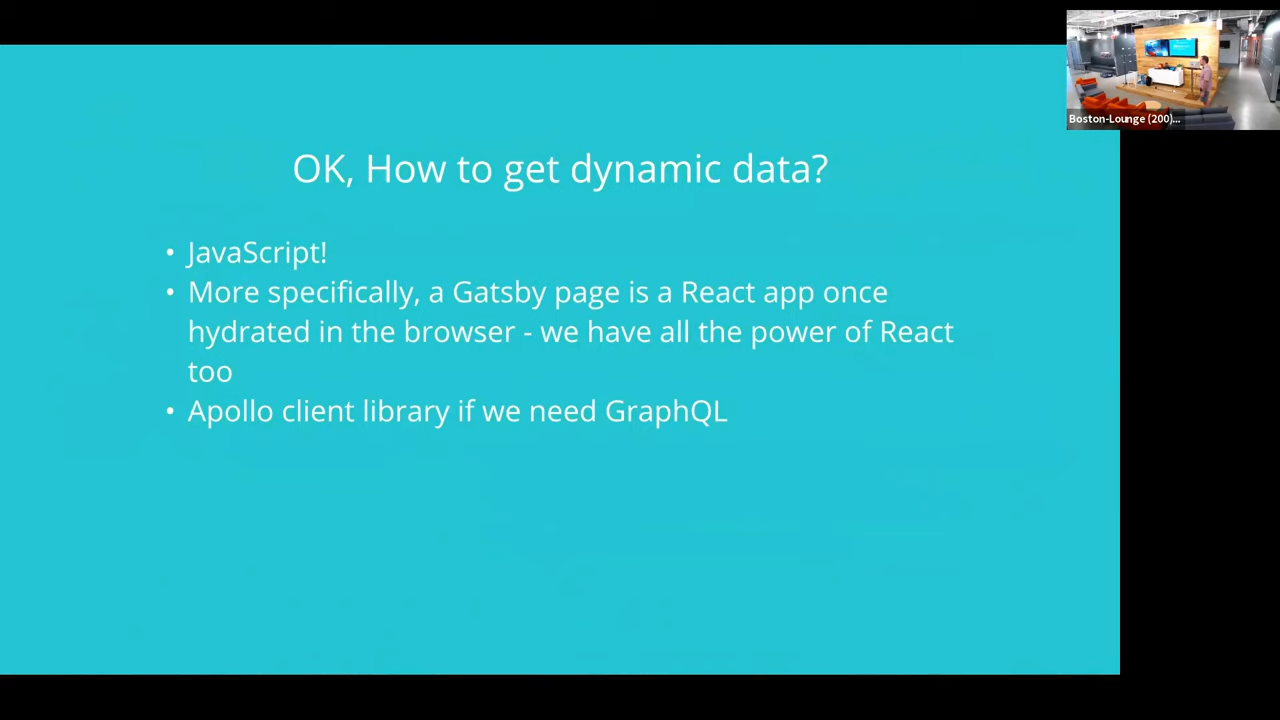 Boston-Lounge (200)...
OK, How to get dynamic data?
• JavaScript!
• More specifically, a Gatsby page is a React app once
hydrated in the browser - we have all the power of React
too
• Apollo client library if we need GraphQL